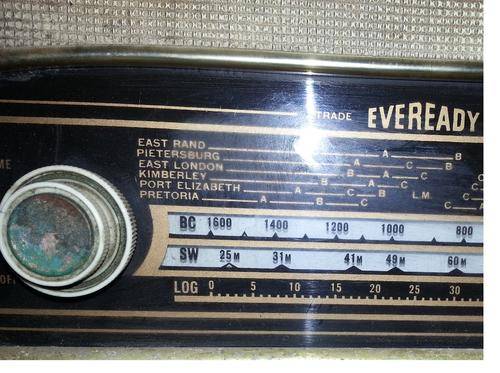 TRADE EVEREADY
EAST RAND A B
PIETERSBURG A C B
EAST LONDON B C
KIMBERLEY B A C
PORT ELIZABETH B C L.M.
PRETORIA A B C C
BC 1600 1400 1200 1000 800
SW 25M 31M 41M 49M 60M
LOG 0 5 10 15 20 25 30